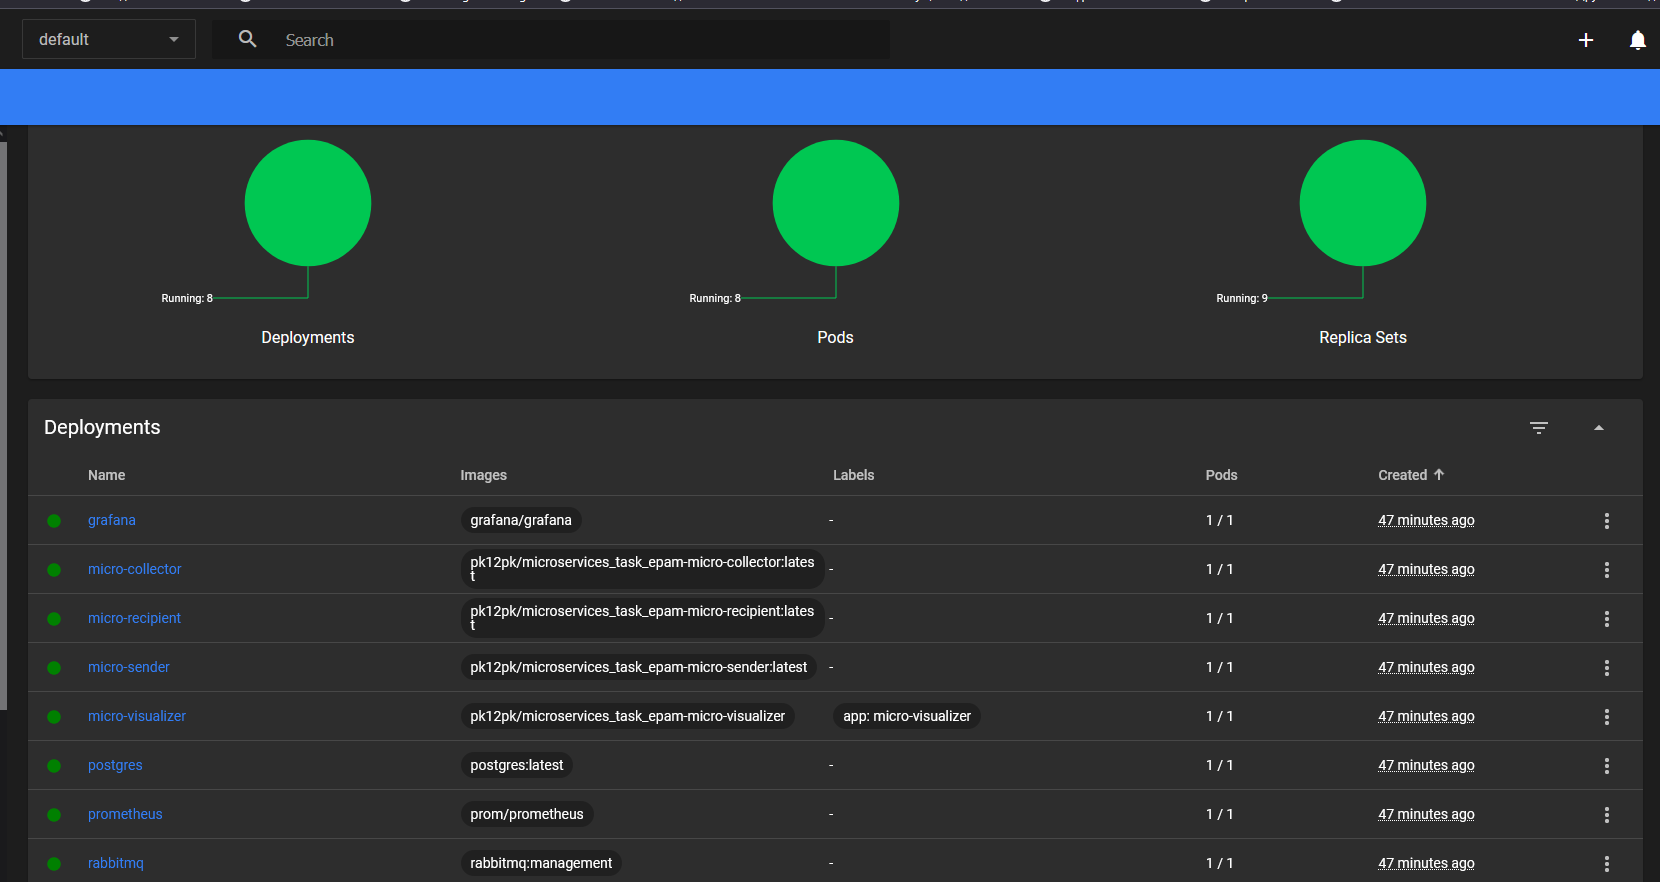 default
Search
Running: 8
Running: 8
Running: 9
Deployments
Pods
Replica Sets
Deployments
Name Images Labels Pods Created
grafana grafana/grafana - 1 / 1 47 minutes ago
micro-collector pk12pk/microservices_task_epam-micro-collector:lates
t - 1 / 1 47 minutes ago
micro-recipient pk12pk/microservices_task_epam-micro-recipient:lates
t - 1 / 1 47 minutes ago
micro-sender pk12pk/microservices_task_epam-micro-sender:latest - 1 / 1 47 minutes ago
micro-visualizer pk12pk/microservices_task_epam-micro-visualizer app: micro-visualizer 1 / 1 47 minutes ago
postgres postgres:latest - 1 / 1 47 minutes ago
prometheus prom/prometheus - 1 / 1 47 minutes ago
rabbitmq rabbitmq:management - 1 / 1 47 minutes ago